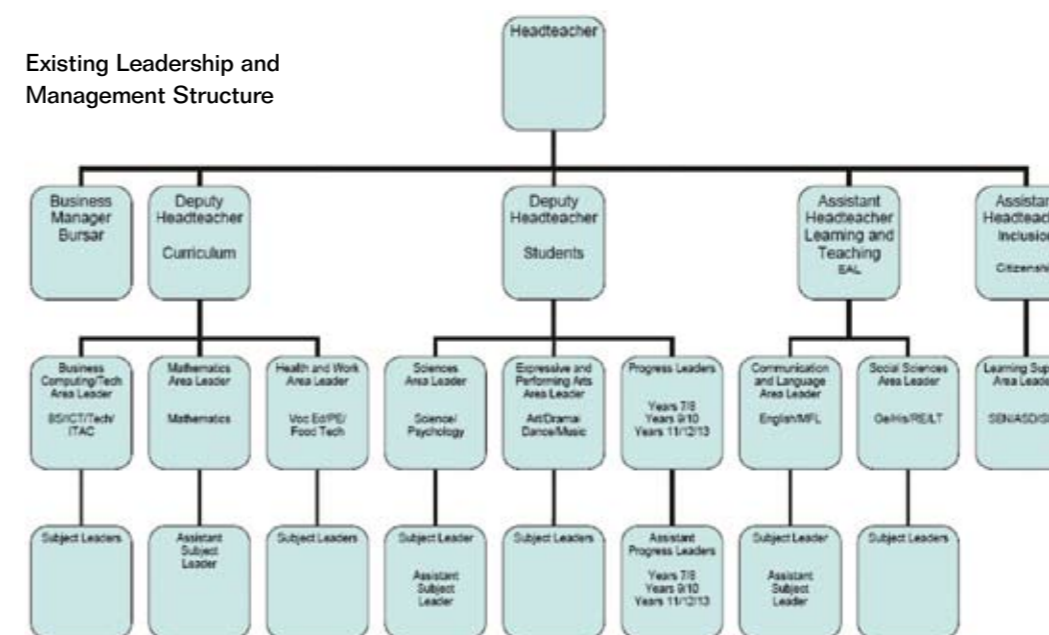 Existing Leadership and
Management Structure
Headteacher
Business
Manager
Bursar
Deputy
Headteacher
Curriculum
Deputy
Headteacher
Students
Assistant
Headteacher
Learning and
Teaching
EAL
Business
Computing/Tech
Area Leader
BS/ICT/Tech/
ITAC
Mathematics
Area Leader
Mathematics
Health and Work
Area Leader
Voc Ed/PE/
Food Tech
Sciences
Area Leader
Science/
Psychology
Expressive and
Performing Arts
Area Leader
Art/Drama/
Dance/Music
Progress Leaders
Years 7/8
Years 9/10
Years 11/12/13
Communication
and Language
Area Leader
English/MFL
Social Sciences
Area Leader
Ge/His/RE/LT
Learning
Area
Subject Leaders
Assistant
Subject
Leader
Subject Leaders
Subject Leader
Assistant
Subject
Leader
Subject Leaders
Assistant
Progress Leaders
Years 7/8
Years 9/10
Years 11/12/13
Subject Leader
Assistant
Subject
Leader
Subject Leaders